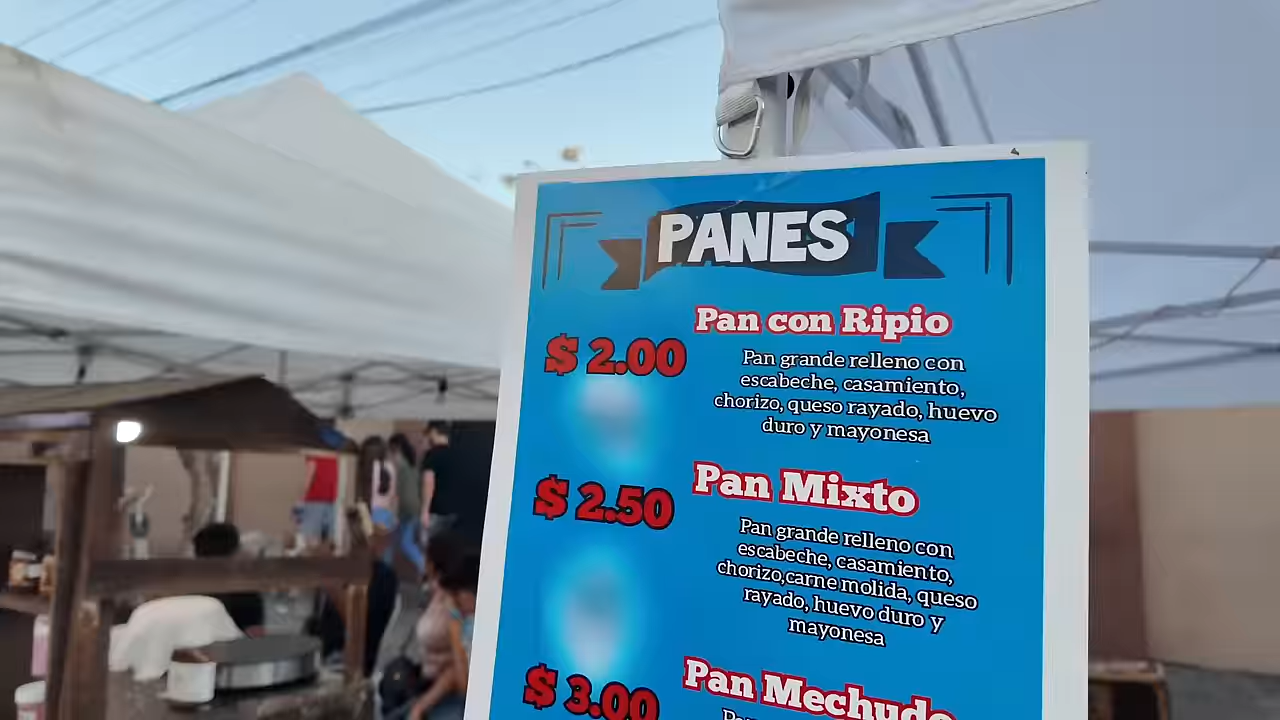 PANES
Pan con Ripio
$ 2.00
Pan grande relleno con
escabeche, casamiento,
chorizo, queso rayado, huevo
duro y mayonesa
Pan Mixto
$ 2.50
Pan grande relleno con
escabeche, casamiento,
chorizo,carne molida, queso
rayado, huevo duro y
mayonesa
Pan Mechudo
$ 3.00